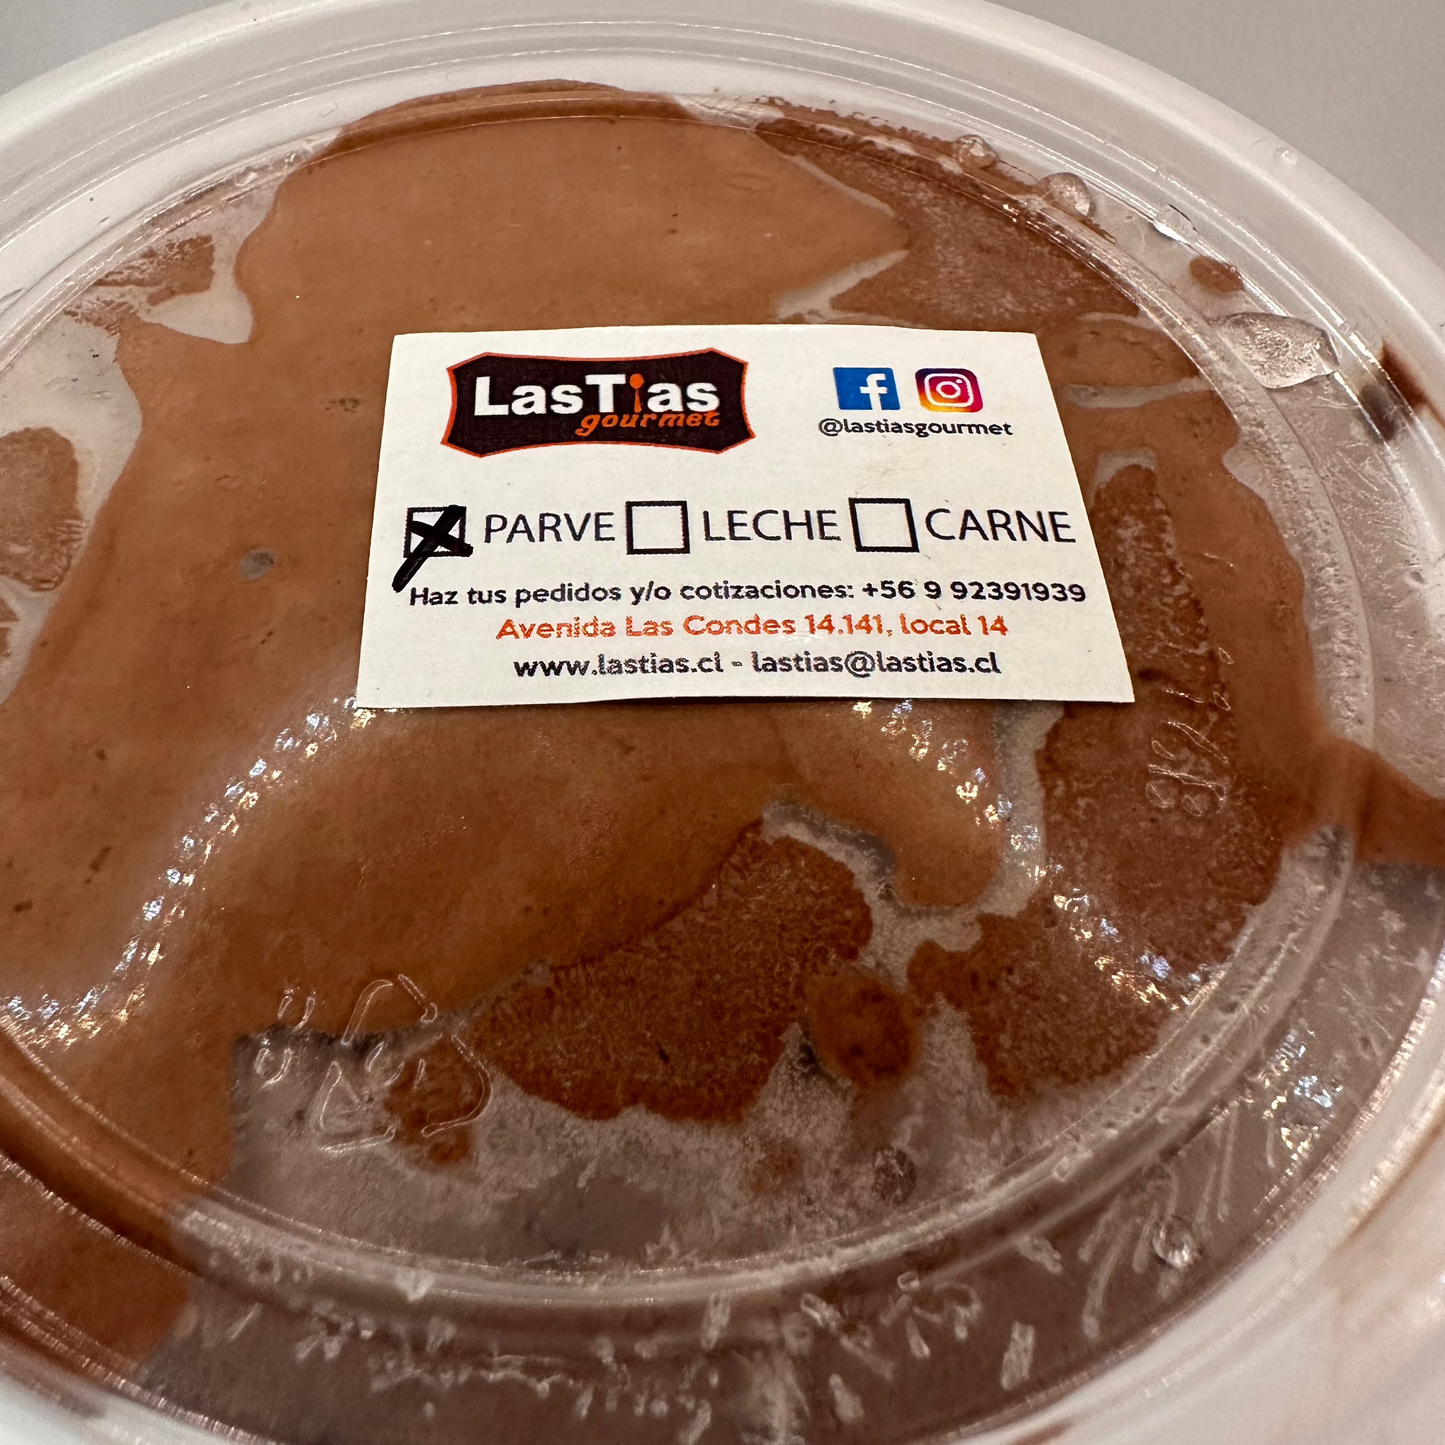 LasTias
gourmet
@lastiasgourmet
PARVE LECHE CARNE
Haz tus pedidos y/o cotizaciones: +56 9 92391939
Avenida Las Condes 14.141, local 14
www.lastias.cl - lastias@lastias.cl